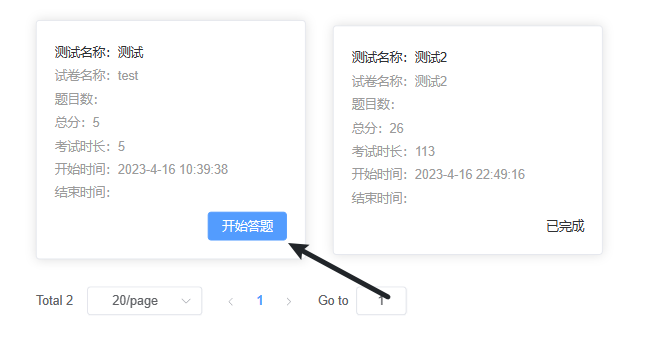 测试名称：测试
试卷名称：test
题目数：
总分：5
考试时长：5
开始时间：2023-4-16 10:39:38
结束时间：
开始答题
测试名称：测试2
试卷名称：测试2
题目数：
总分：26
考试时长：113
开始时间：2023-4-16 22:49:16
结束时间：
已完成
Total 2 20/page 1 Go to 1